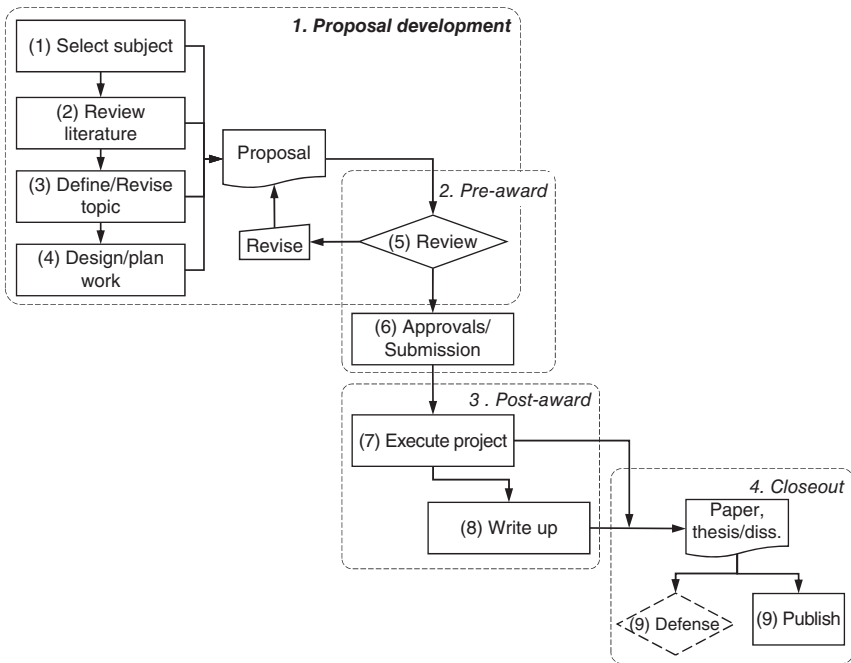 1. Proposal development
(1) Select subject
(2) Review
literature
Proposal
(3) Define/Revise
topic
2. Pre-award
(4) Design/plan
work
Revise
(5) Review
(6) Approvals/
Submission
3 . Post-award
(7) Execute project
4. Closeout
(8) Write up
Paper,
thesis/diss.
(9) Defense
(9) Publish